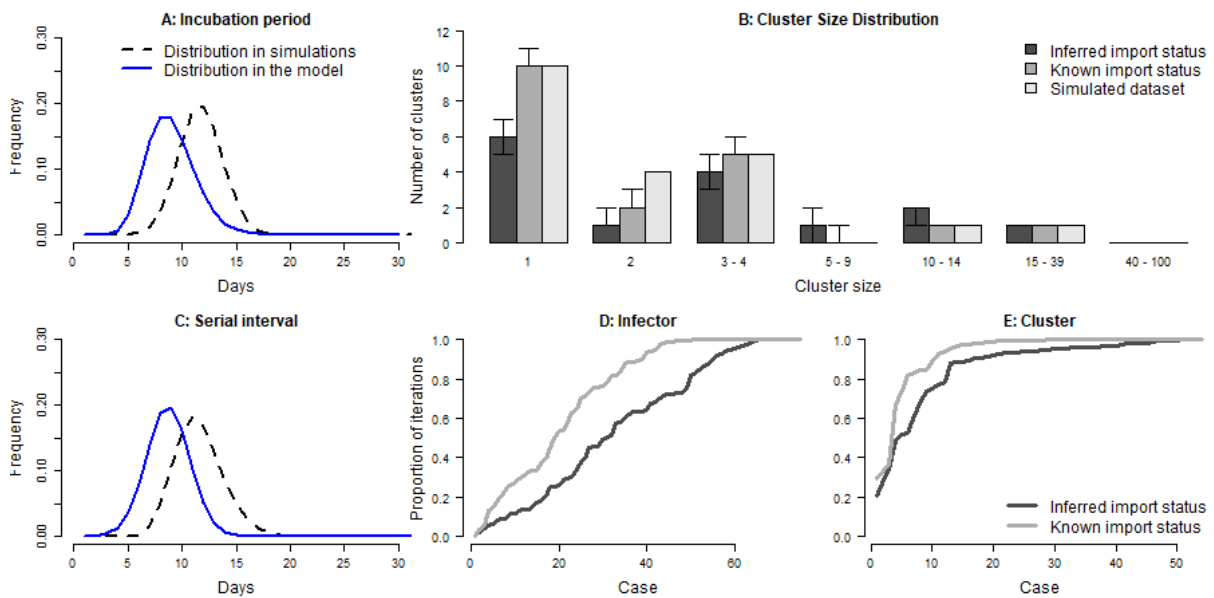 A: Incubation period
Frequency
0.00 0.10 0.20 0.30
Distribution in simulations
Distribution in the model
0 5 10 15 20 25 30
Days
B: Cluster Size Distribution
Number of clusters
0 2 4 6 8 10 12
Inferred import status
Known import status
Simulated dataset
1 2 3 - 4 5 - 9 10 - 14 15 - 39 40 - 100
Cluster size
C: Serial interval
Frequency
0.00 0.10 0.20 0.30
0 5 10 15 20 25 30
Days
D: Infector
Proportion of iterations
0.0 0.2 0.4 0.6 0.8 1.0
0 20 40 60
Case
E: Cluster
0.0 0.2 0.4 0.6 0.8 1.0
Inferred import status
Known import status
0 10 20 30 40 50
Case